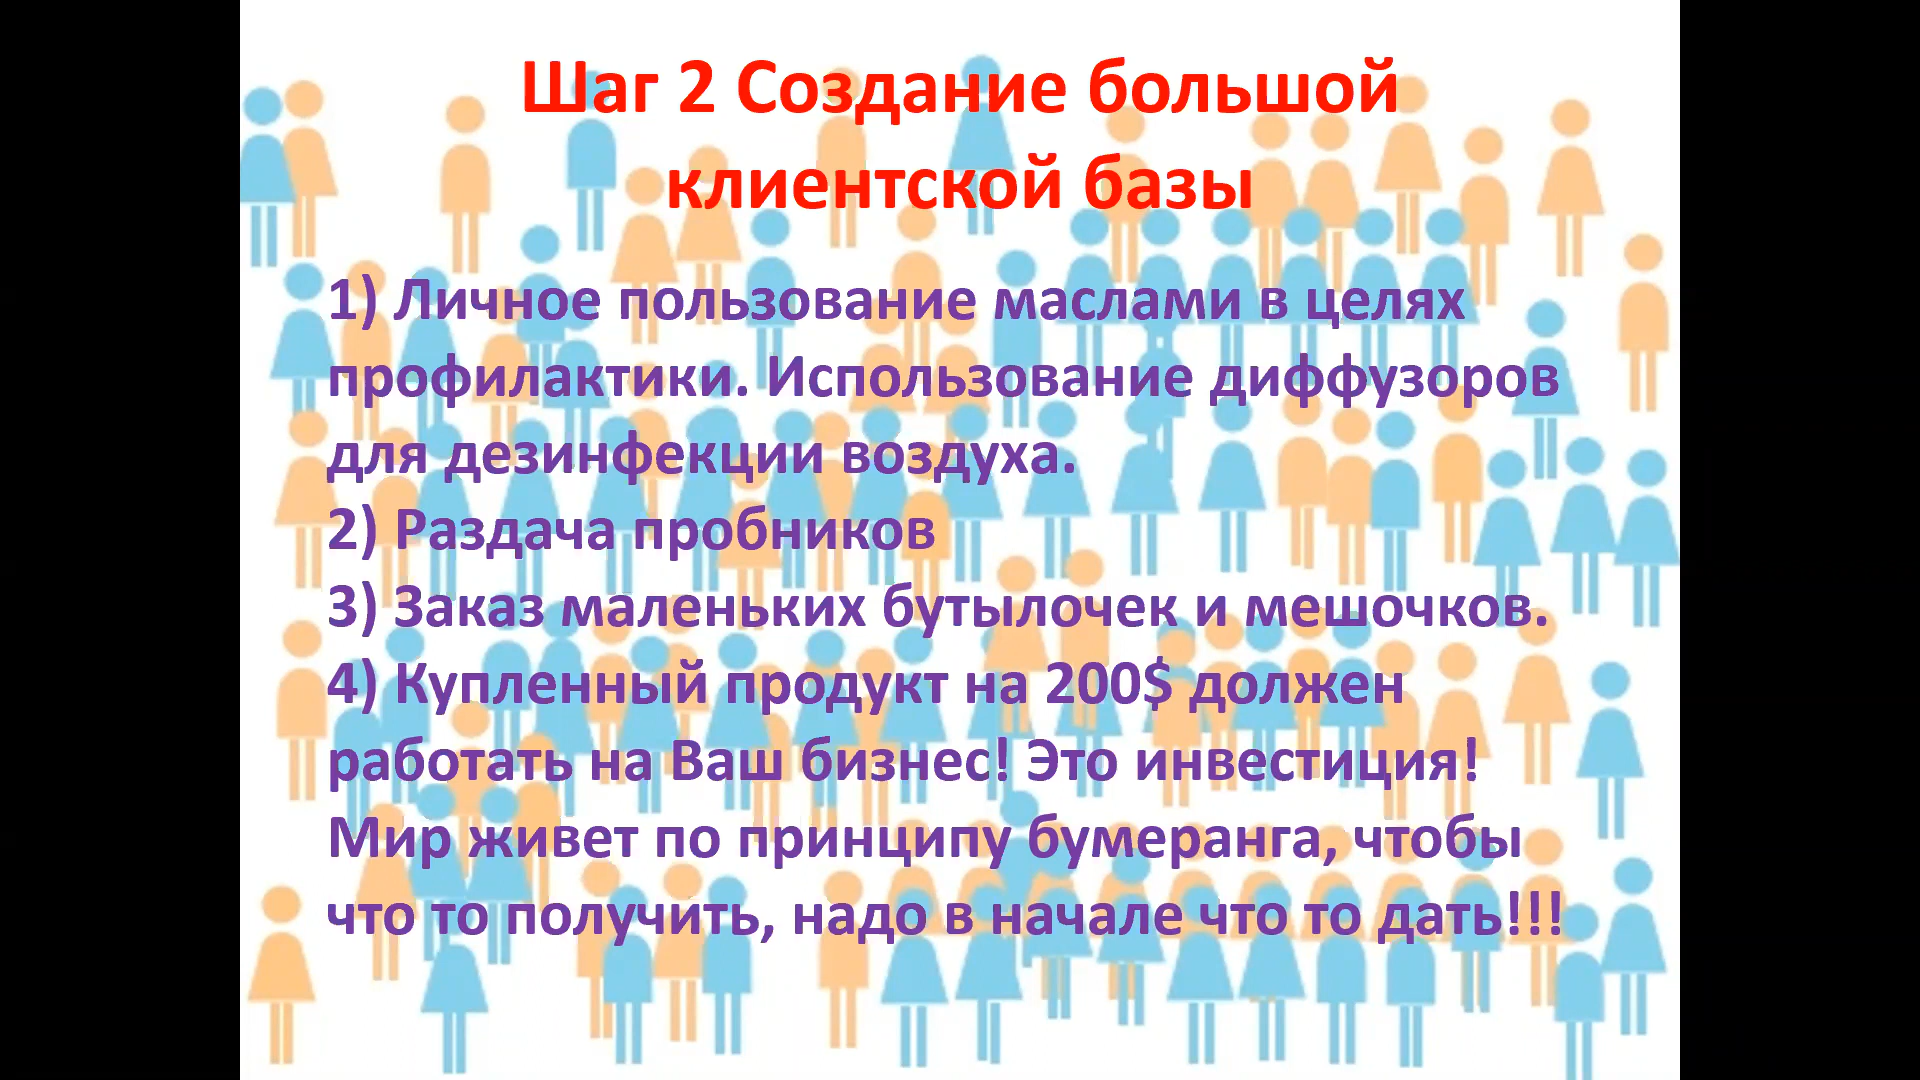 Шаг 2 Создание большой
клиентской базы
1) Личное пользование маслами в целях
профилактики. Использование диффузоров
для дезинфекции воздуха.
2) Раздача пробников
3) Заказ маленьких бутылочек и мешочков.
4) Купленный продукт на 200$ должен
работать на Ваш бизнес! Это инвестиция!
Мир живет по принципу бумеранга, чтобы
что то получить, надо в начале что то дать!!!